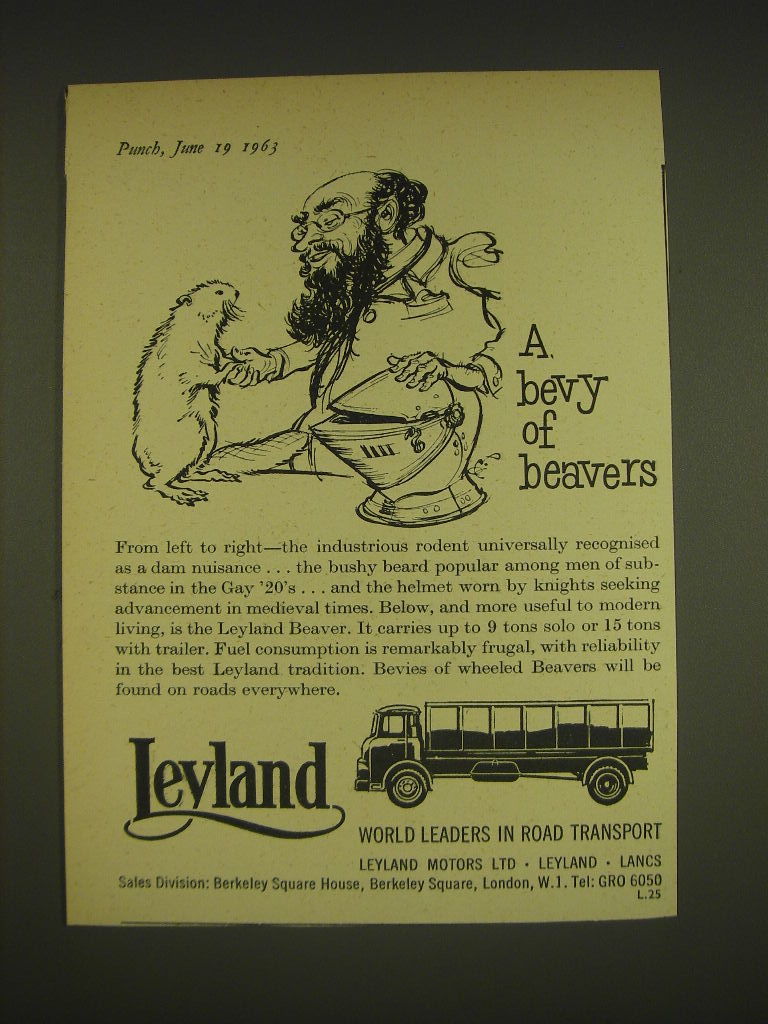 Punch, June 19 1963
A
bevy
of
beavers
From left to right—the industrious rodent universally recognised
as a dam nuisance . . . the bushy beard popular among men of sub-
stance in the Gay '20's . . . and the helmet worn by knights seeking
advancement in medieval times. Below, and more useful to modern
living, is the Leyland Beaver. It carries up to 9 tons solo or 15 tons
with trailer. Fuel consumption is remarkably frugal, with reliability
in the best Leyland tradition. Bevies of wheeled Beavers will be
found on roads everywhere.
Leyland
WORLD LEADERS IN ROAD TRANSPORT
LEYLAND MOTORS LTD · LEYLAND · LANCS
Sales Division: Berkeley Square House, Berkeley Square, London, W.1. Tel: GRO 6050
L.25